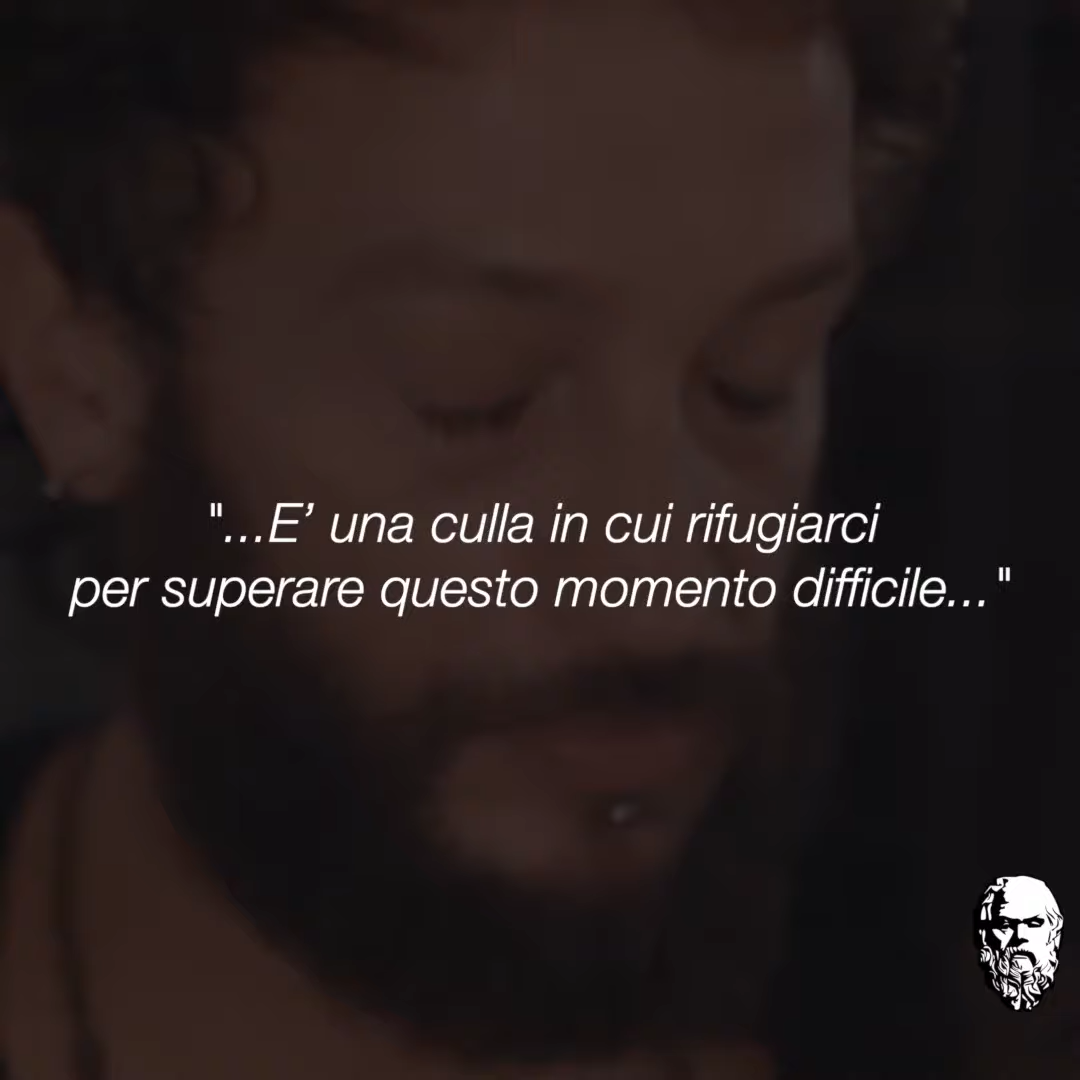 "...E’ una culla in cui rifugiarci
per superare questo momento difficile..."